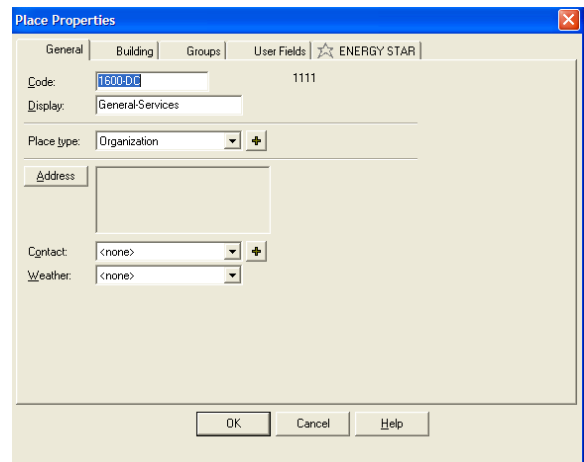 Place Properties
General Building Groups User Fields ENERGY STAR
Code: 1600-DC 1111
Display: General-Services
Place type: Organization
Address
Contact: <none>
Weather: <none>
OK Cancel Help